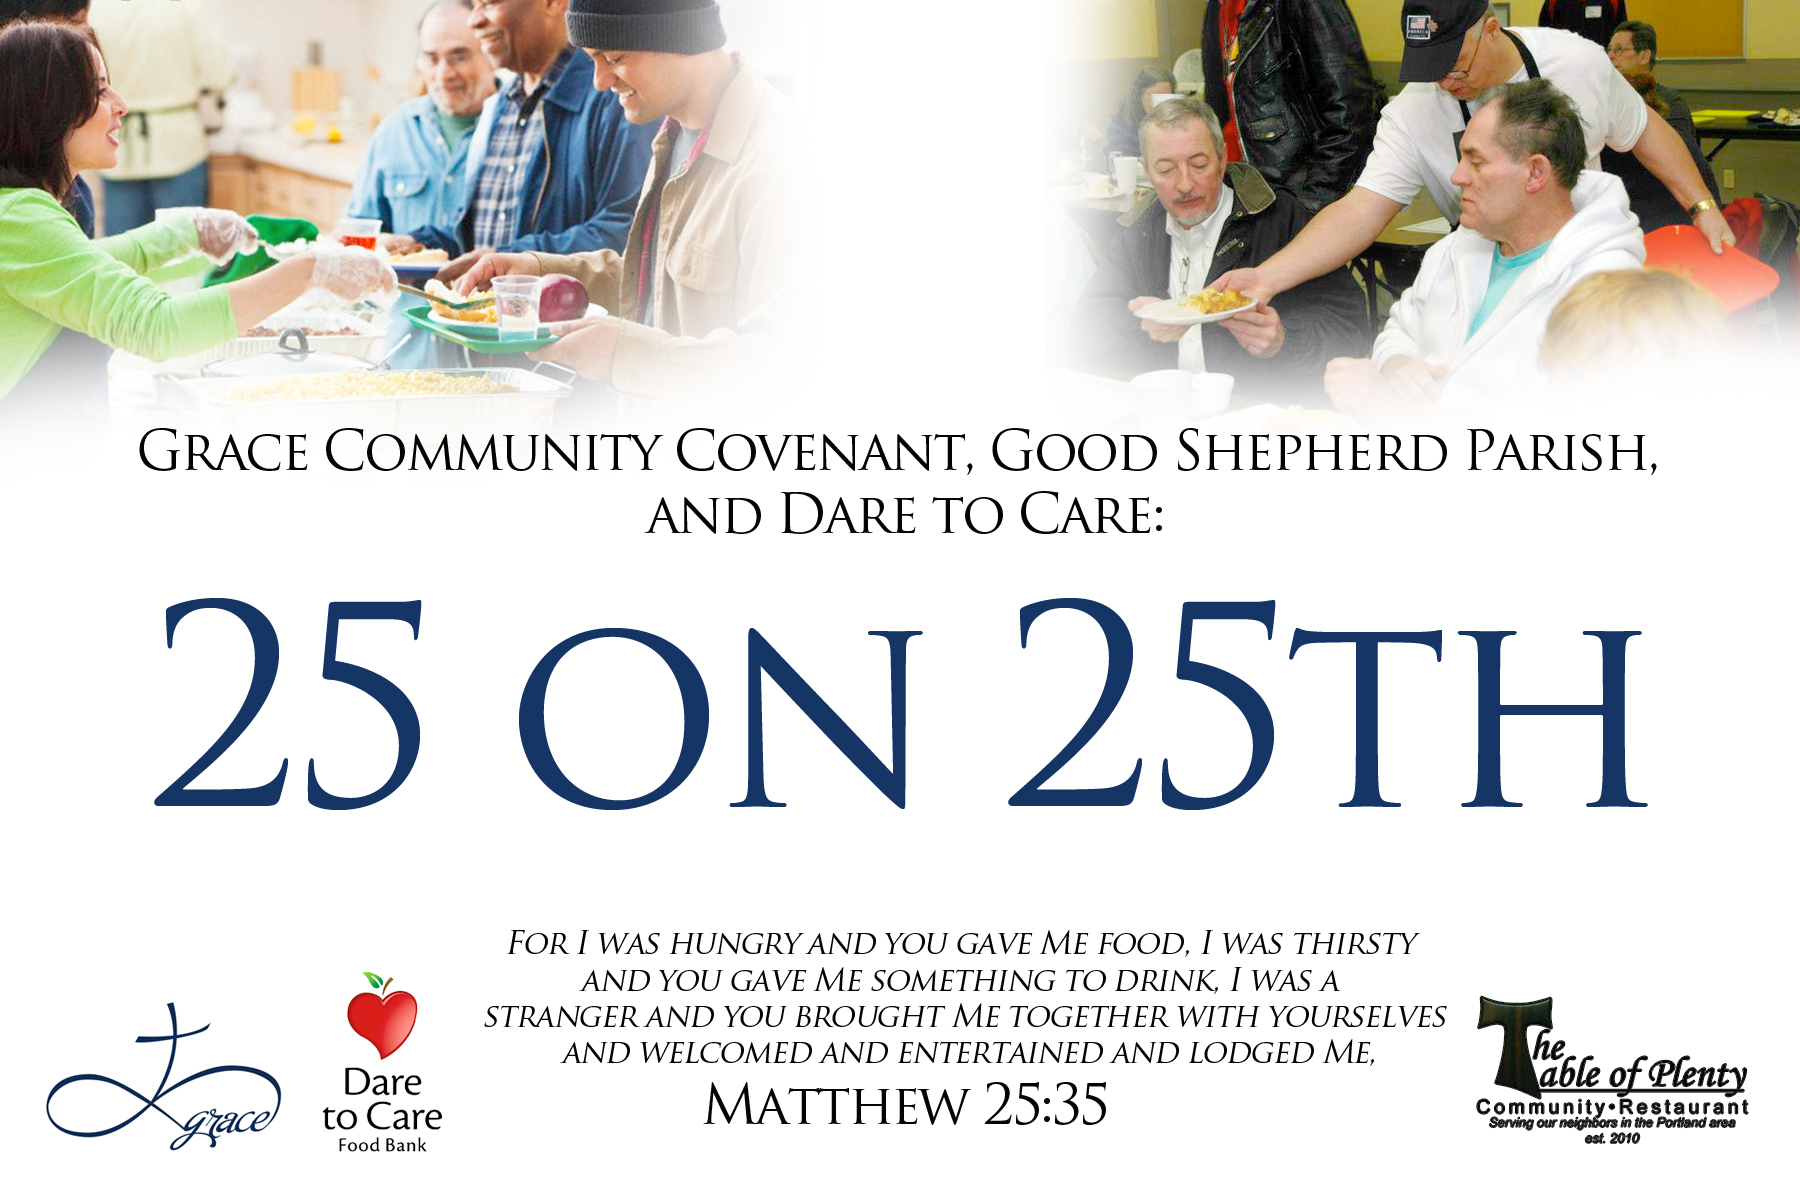 Grace Community Covenant, Good Shepherd Parish,
and Dare to Care:
25 on 25th
For I was hungry and you gave Me food, I was thirsty
and you gave Me something to drink, I was a
stranger and you brought Me together with yourselves
and welcomed and entertained and lodged Me,
Matthew 25:35
grace
Dare
to Care
Food Bank
The
Table of Plenty
Community•Restaurant
Serving our neighbors in the Portland area
est. 2010